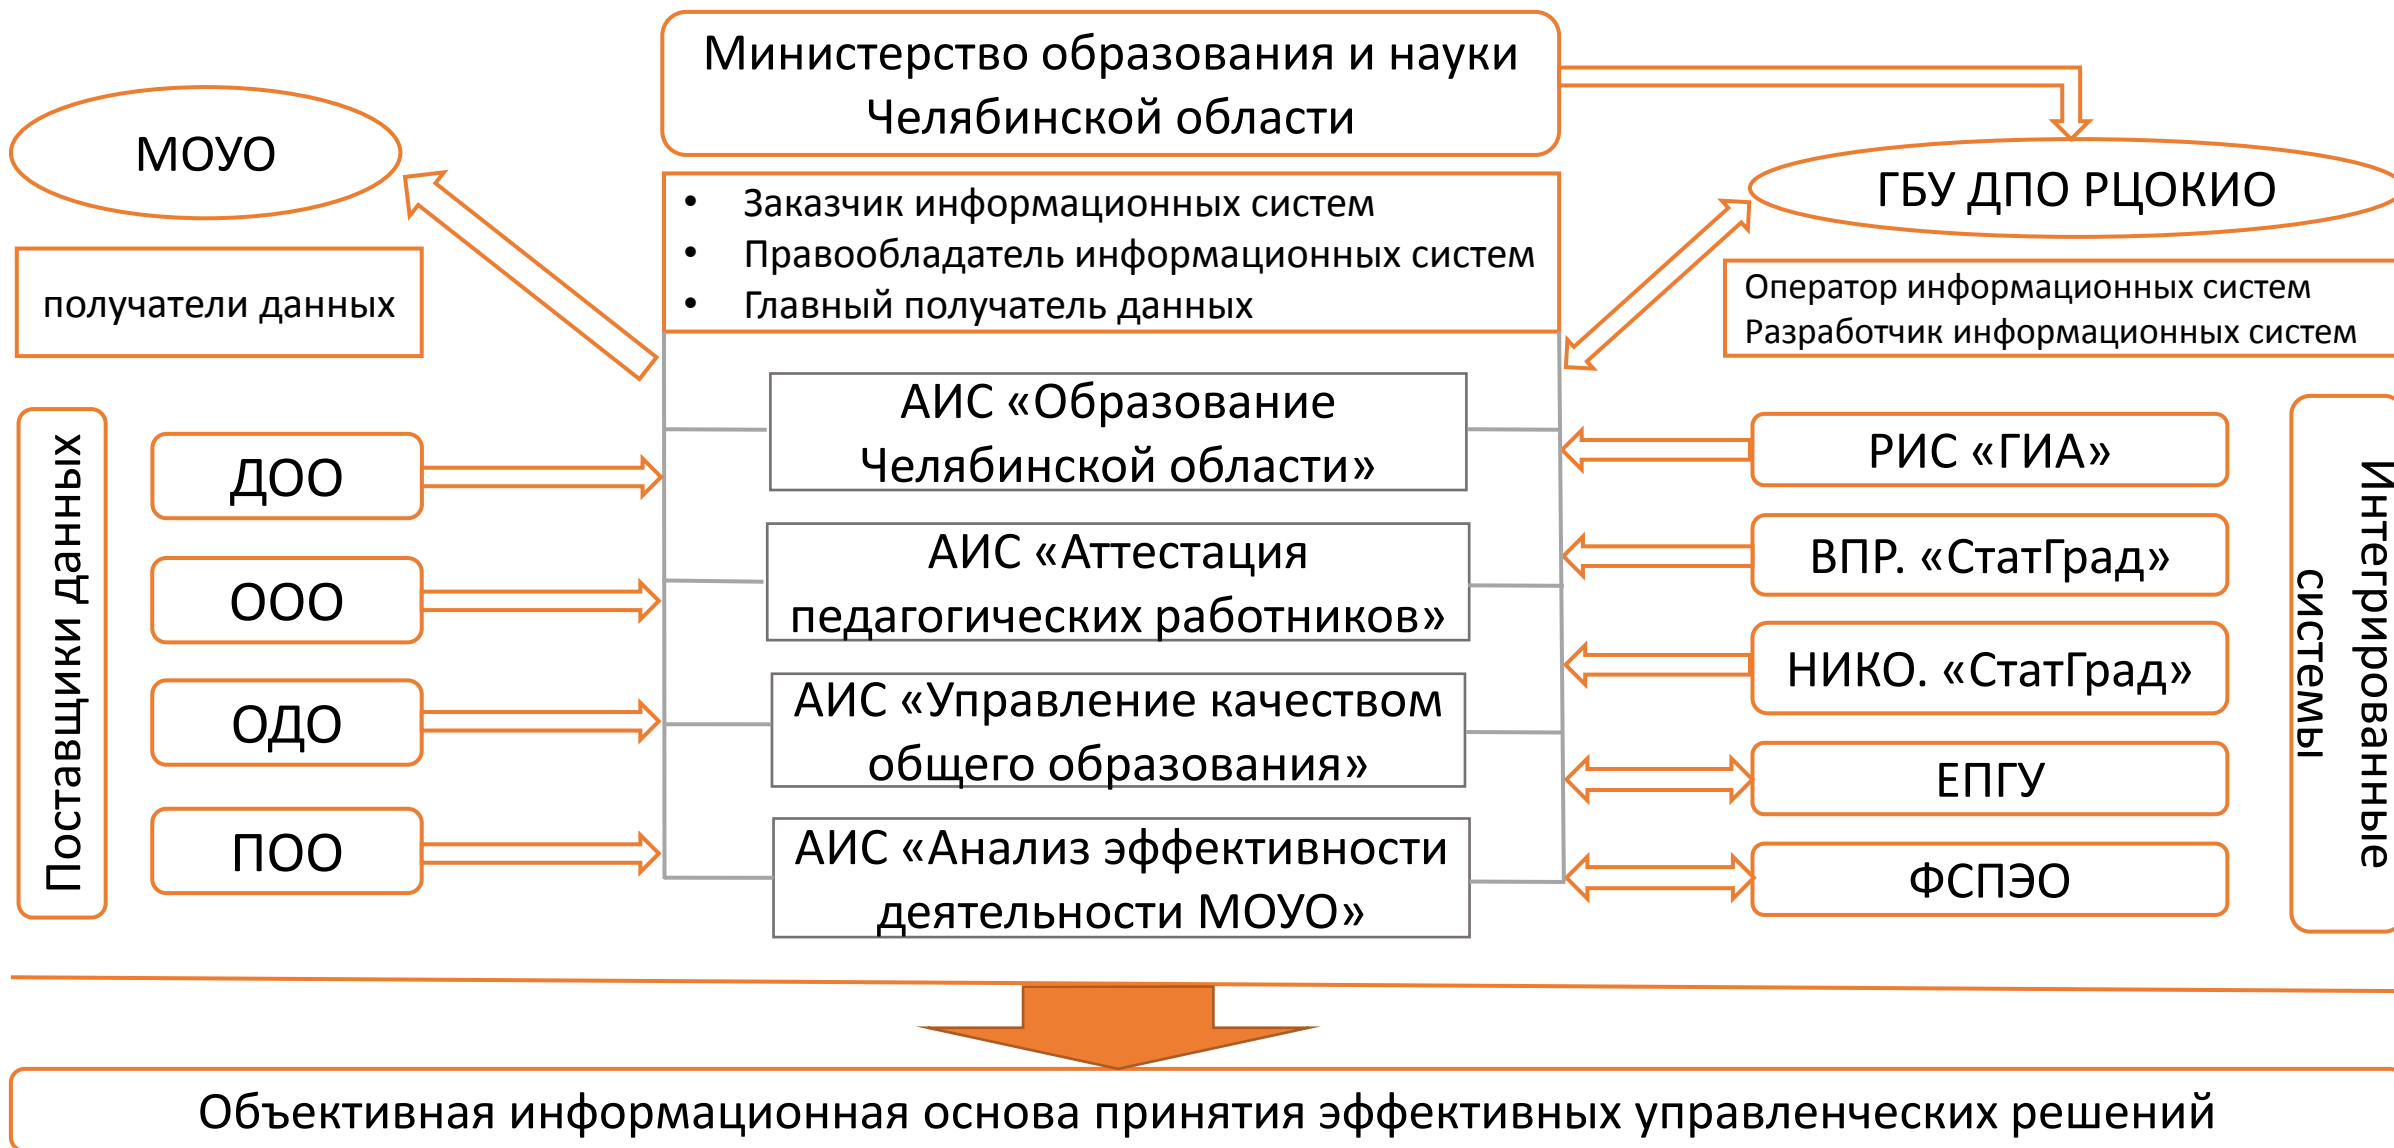 Министерство образования и науки
Челябинской области
МОУО
ГБУ ДПО РЦОКИО
• Заказчик информационных систем
• Правообладатель информационных систем
• Главный получатель данных
получатели данных
Оператор информационных систем
Разработчик информационных систем
Поставщики данных
ДОО
ООО
ОДО
ПОО
АИС «Образование
Челябинской области»
АИС «Аттестация
педагогических работников»
АИС «Управление качеством
общего образования»
АИС «Анализ эффективности
деятельности МОУО»
РИС «ГИА»
ВПР. «СтатГрад»
НИКО. «СтатГрад»
ЕПГУ
ФСПЭО
Интегрированные
системы
Объективная информационная основа принятия эффективных управленческих решений